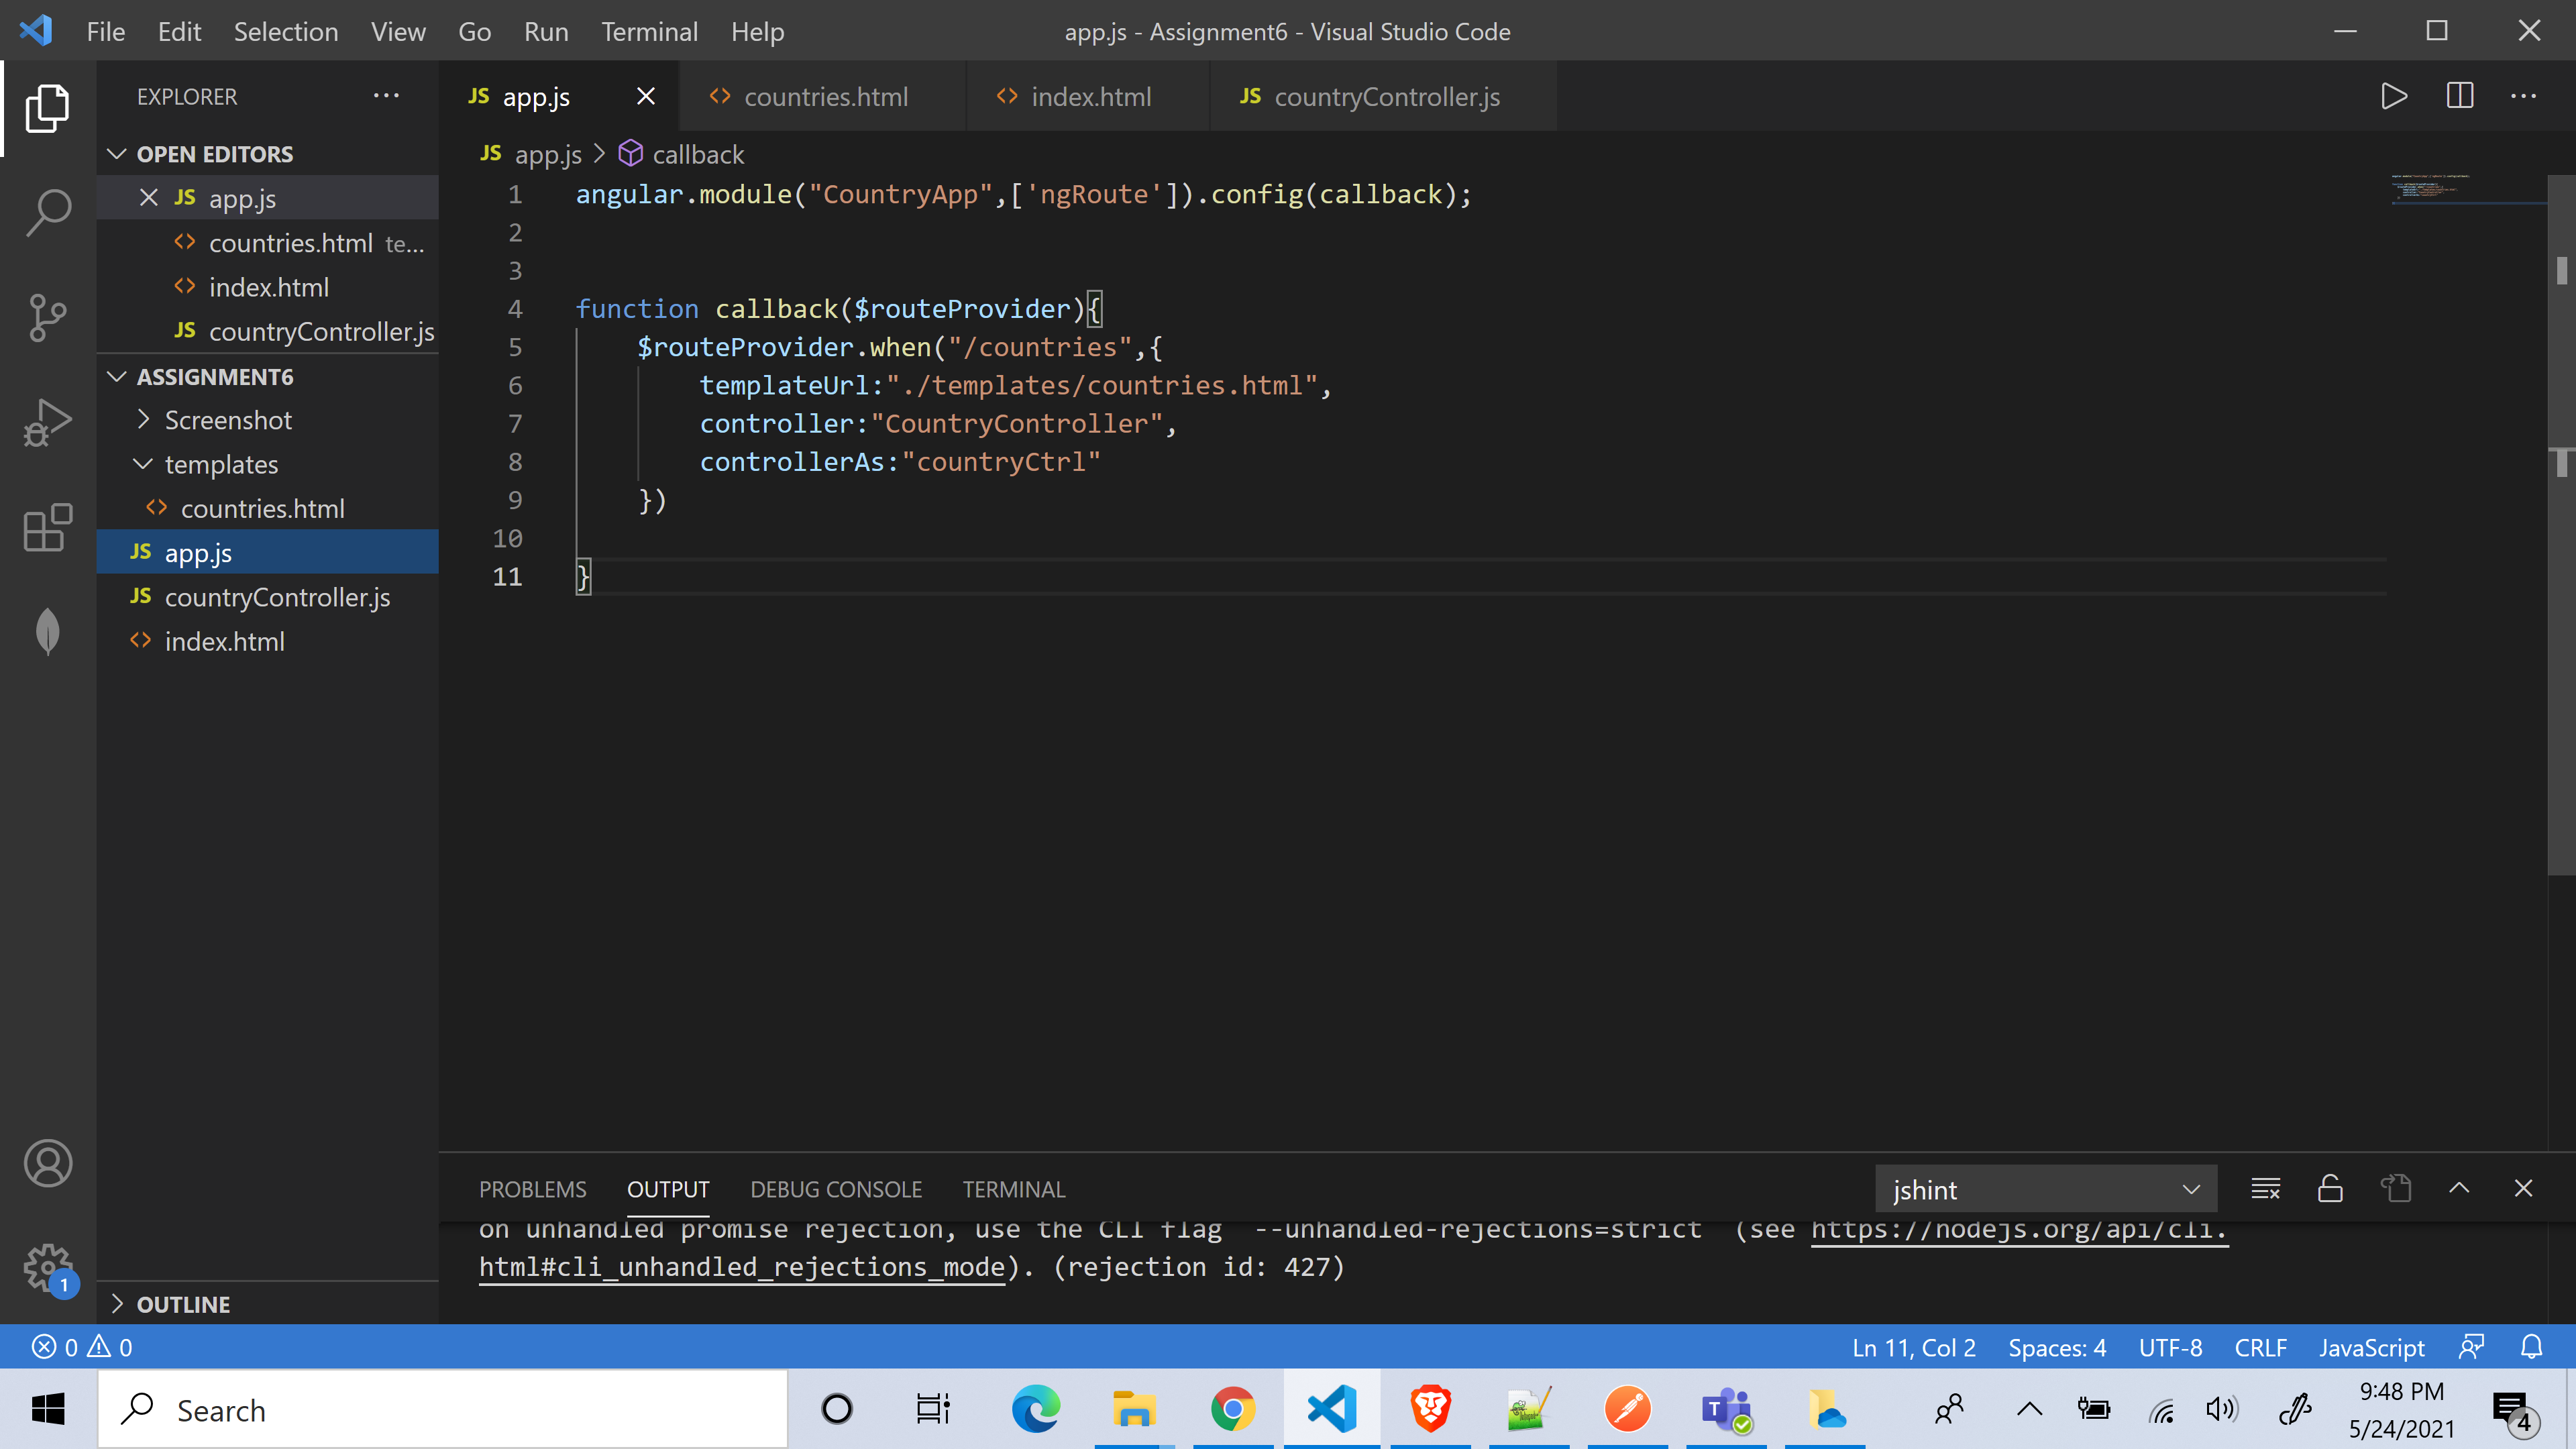 File Edit Selection View Go Run Terminal Help
app.js - Assignment6 - Visual Studio Code
EXPLORER
OPEN EDITORS
JS app.js
<> countries.html te...
<> index.html
JS countryController.js
ASSIGNMENT6
Screenshot
templates
<> countries.html
JS app.js
JS countryController.js
<> index.html
OUTLINE
JS app.js <> countries.html <> index.html JS countryController.js
JS app.js > callback
1 angular.module("CountryApp",['ngRoute']).config(callback);
2
3
4 function callback($routeProvider){
5 $routeProvider.when("/countries",{
6 templateUrl:"./templates/countries.html",
7 controller:"CountryController",
8 controllerAs:"countryCtrl"
9 })
10
11 }
PROBLEMS OUTPUT DEBUG CONSOLE TERMINAL jshint
on unhandled promise rejection, use the CLI flag --unhandled-rejections=strict (see https://nodejs.org/api/cli.
html#cli_unhandled_rejections_mode). (rejection id: 427)
1
0 0 Ln 11, Col 2 Spaces: 4 UTF-8 CRLF JavaScript
Search
T
9:48 PM
5/24/2021
4